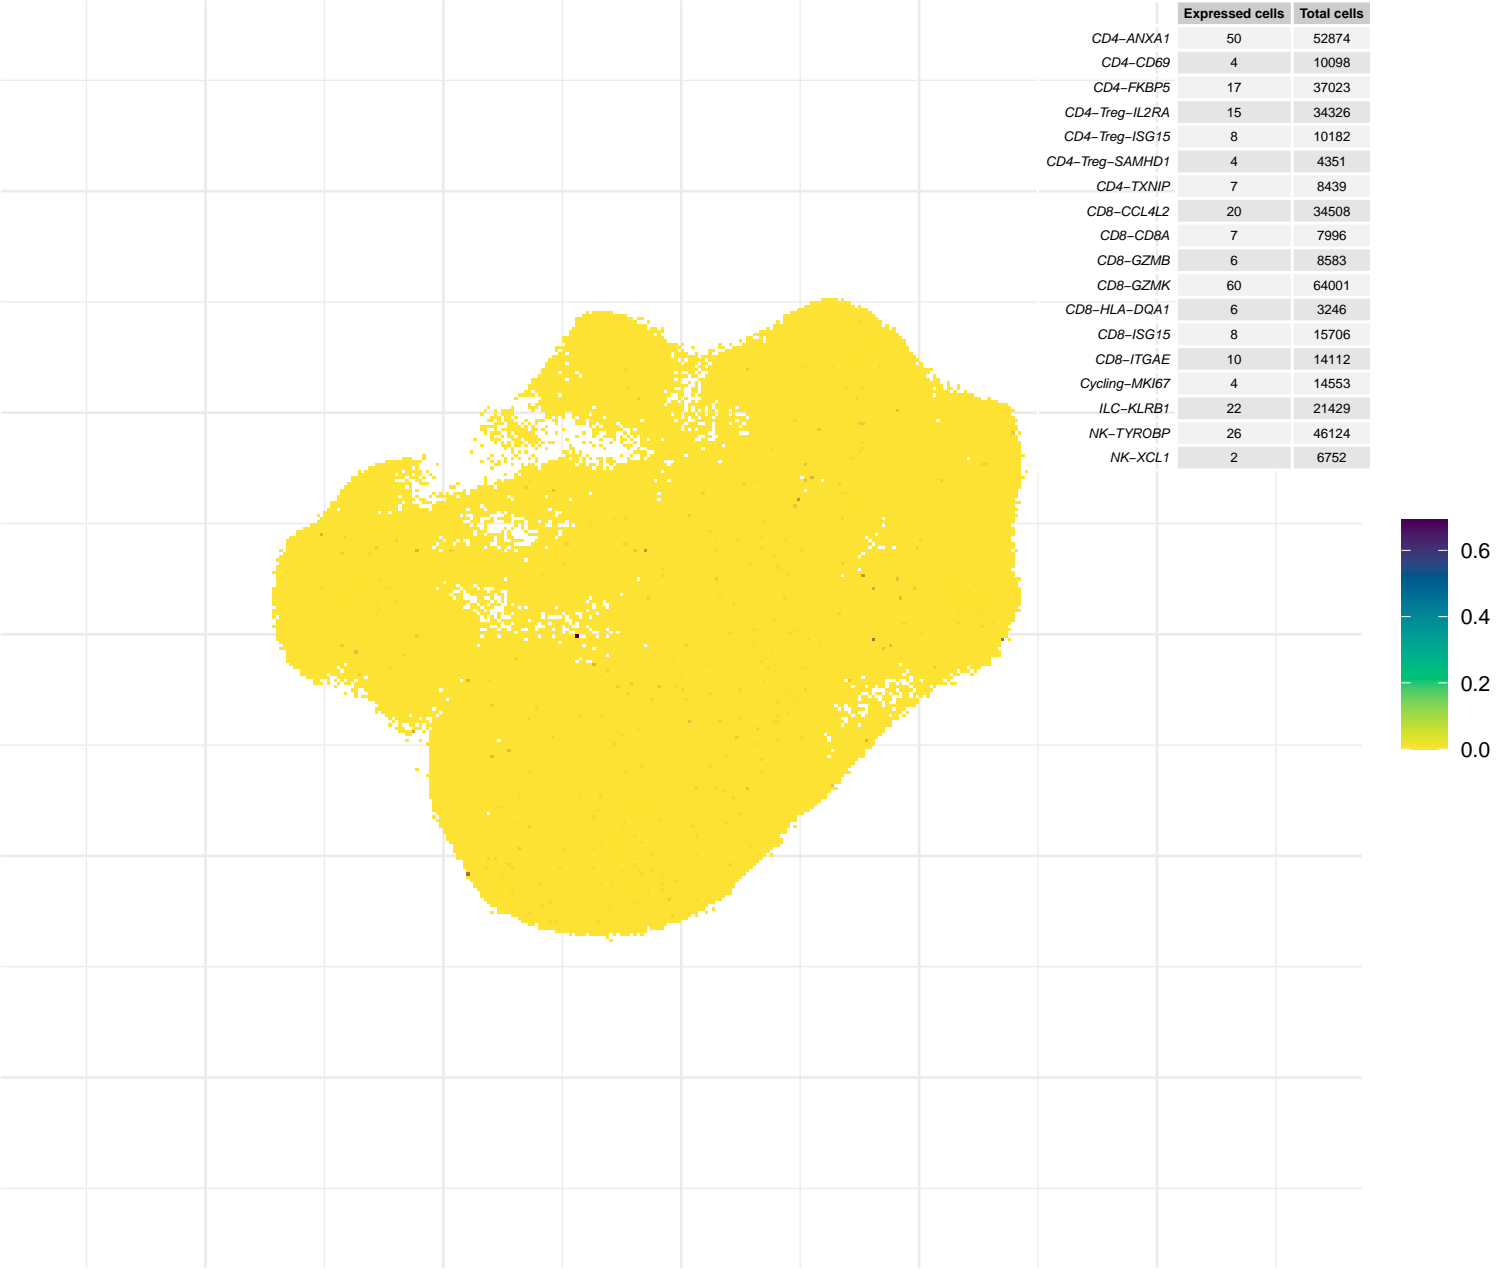 Expressed cells Total cells
CD4−ANXA1 50 52874
CD4−CD69 4 10098
CD4−FKBP5 17 37023
CD4−Treg−IL2RA 15 34326
CD4−Treg−ISG15 8 10182
CD4−Treg−SAMHD1 4 4351
CD4−TXNIP 7 8439
CD8−CCL4L2 20 34508
CD8−CD8A 7 7996
CD8−GZMB 6 8583
CD8−GZMK 60 64001
CD8−HLA−DQA1 6 3246
CD8−ISG15 8 15706
CD8−ITGAE 10 14112
Cycling−MKI67 4 14553
ILC−KLRB1 22 21429
NK−TYROBP 26 46124
NK−XCL1 2 6752
0.6
0.4
0.2
0.0